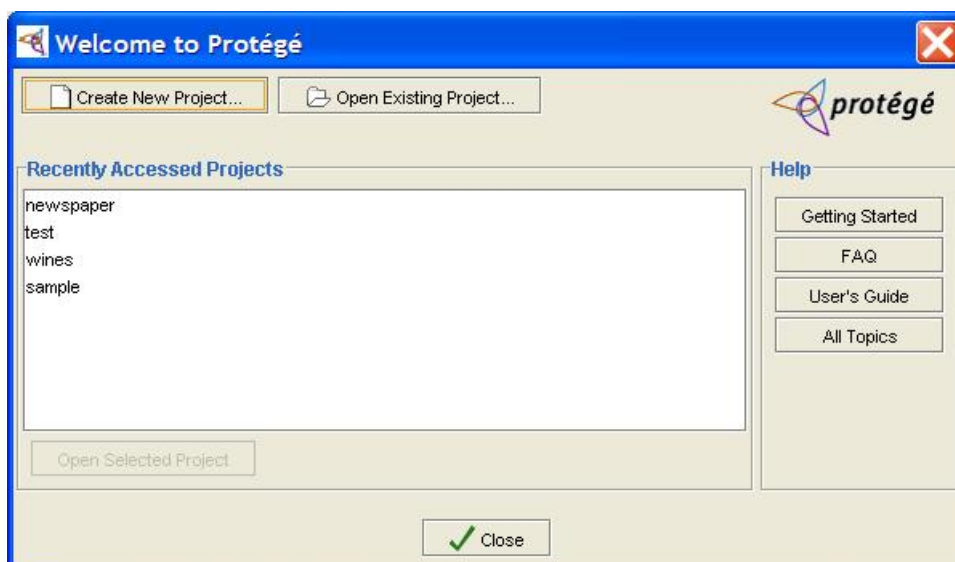 Welcome to Protégé
Create New Project...
Open Existing Project...
protégé
Recently Accessed Projects
newspaper
test
wines
sample
Open Selected Project
Help
Getting Started
FAQ
User's Guide
All Topics
Close